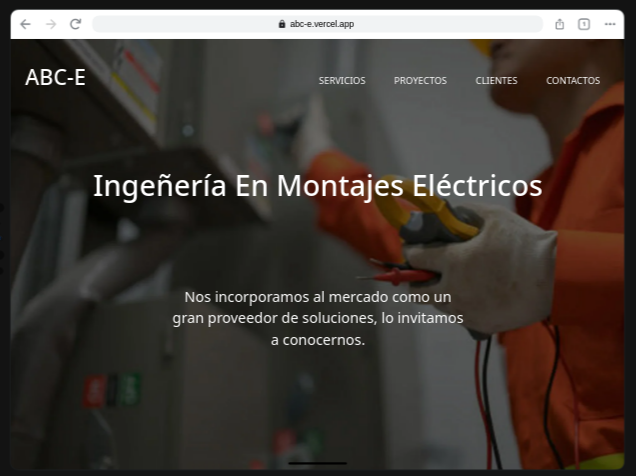 abc-e.vercel.app
1
ABC-E
SERVICIOS PROYECTOS CLIENTES CONTACTOS
Ingeñería En Montajes Eléctricos
Nos incorporamos al mercado como un
gran proveedor de soluciones, lo invitamos
a conocernos.